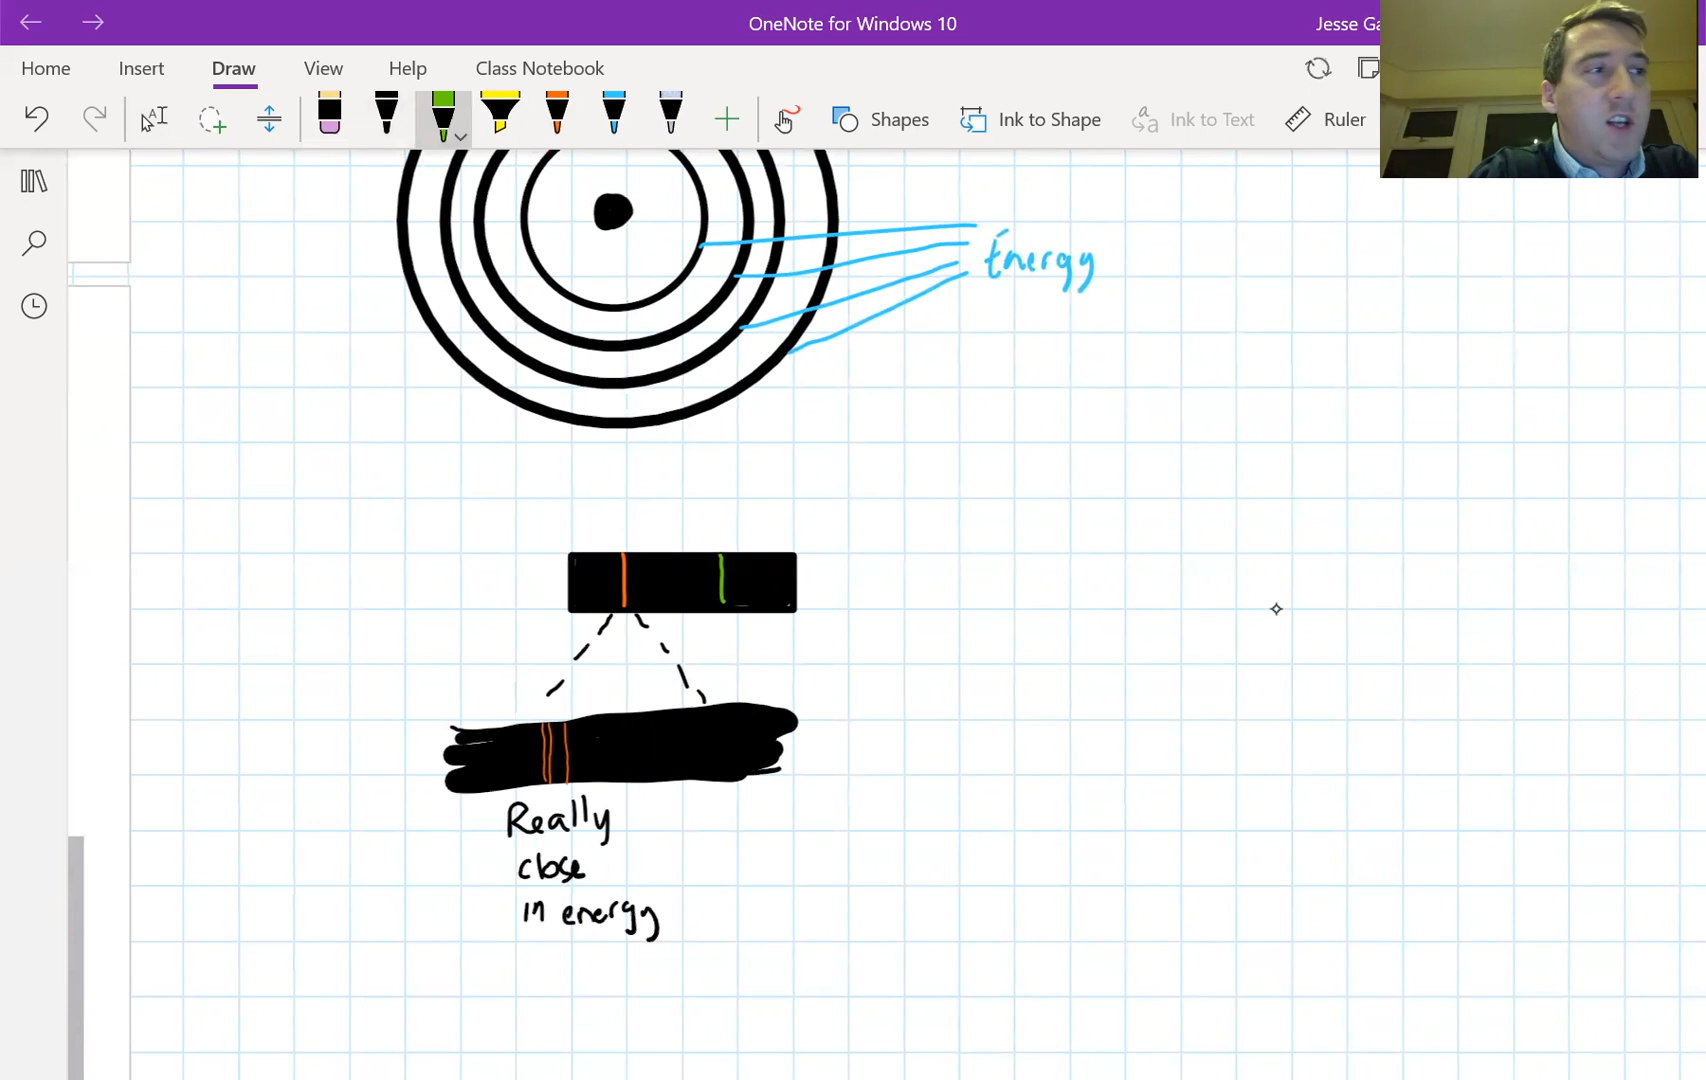 OneNote for Windows 10
Jesse Ga
Home Insert Draw View Help Class Notebook
Shapes Ink to Shape Ink to Text Ruler
Energy
Really
close
in energy